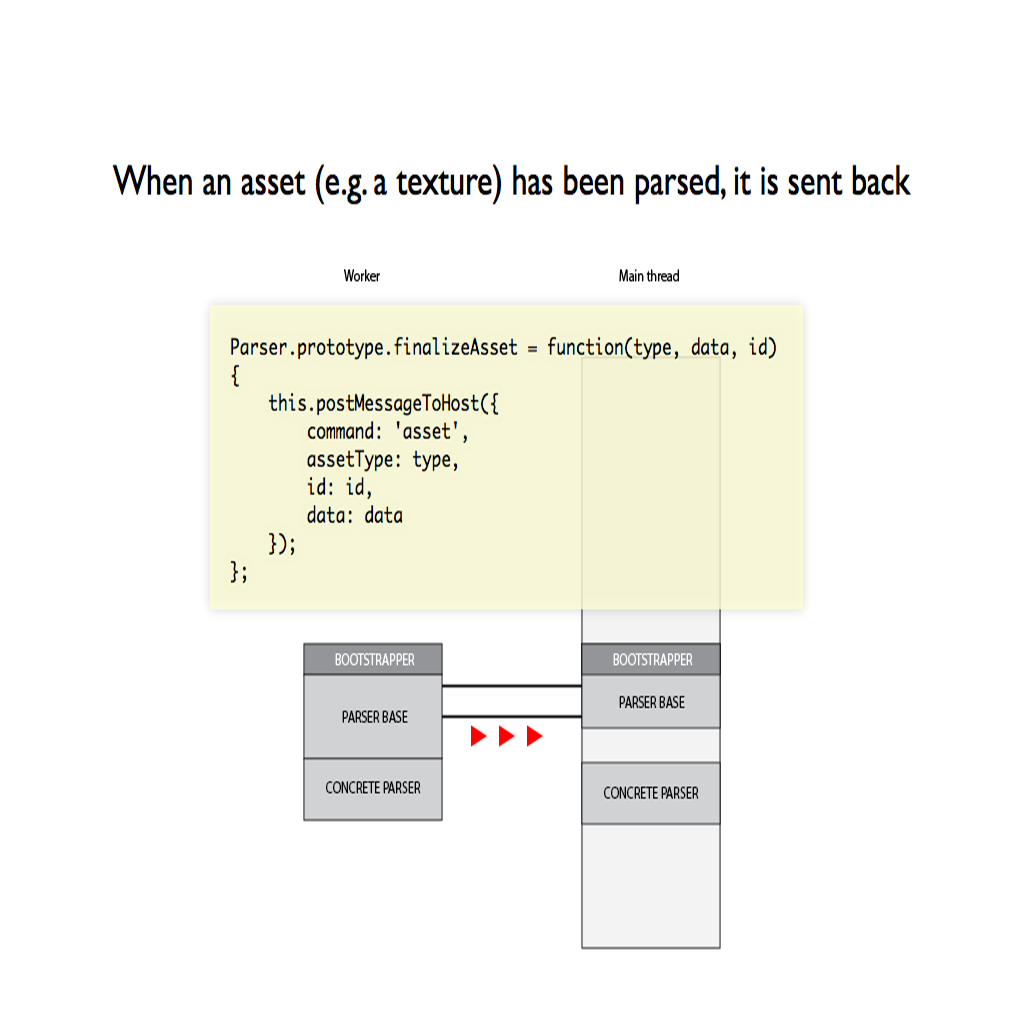 When an asset (e.g. a texture) has been parsed, it is sent back
Worker
Main thread
Parser.prototype.finalizeAsset = function(type, data, id)
{
    this.postMessageToHost({
        command: 'asset',
        assetType: type,
        id: id,
        data: data
    });
};
BOOTSTRAPPER
BOOTSTRAPPER
PARSER BASE
PARSER BASE
CONCRETE PARSER
CONCRETE PARSER